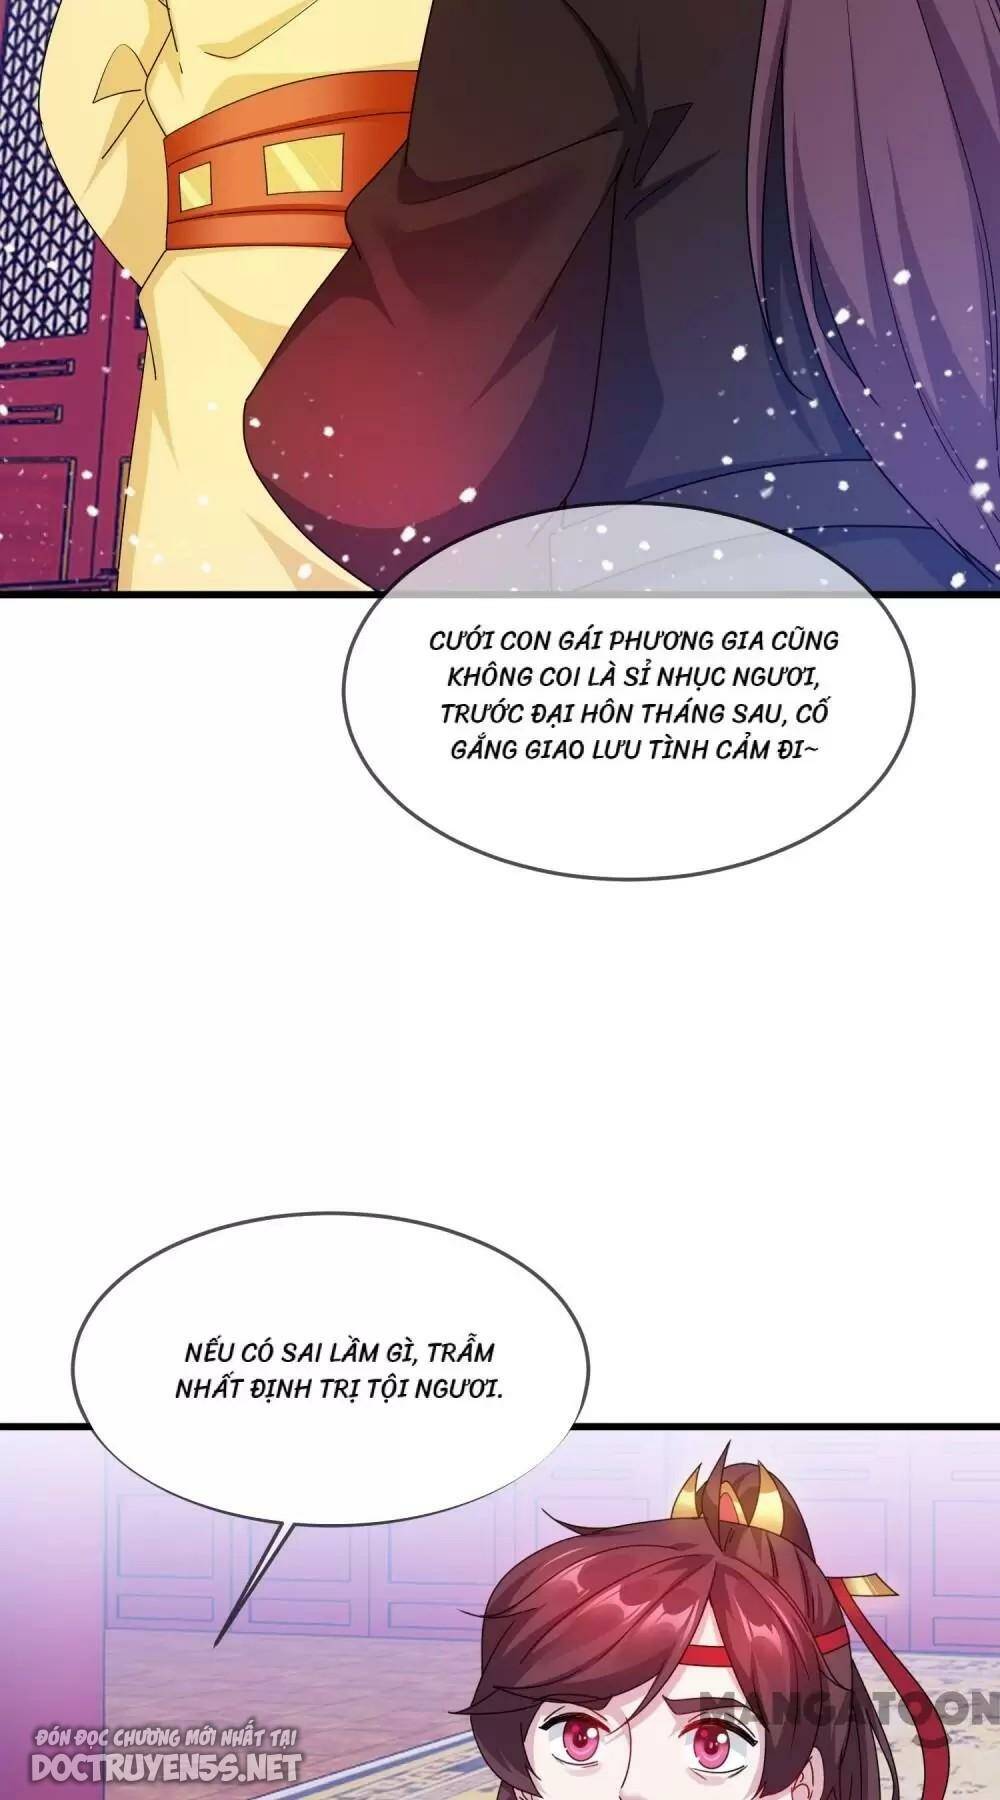 CƯỚI CON GÁI PHƯƠNG GIA CŨNG
KHÔNG COI LÀ SỈ NHỤC NGƯƠI,
TRƯỚC ĐẠI HÔN THÁNG SAU, CỐ
GẮNG GIAO LƯU TÌNH CẢM ĐI~
NẾU CÓ SAI LẦM GÌ, TRẪM
NHẤT ĐỊNH TRỊ TỘI NGƯƠI.
MANGATOON
ĐÓN ĐỌC CHƯƠNG MỚI NHẤT TẠI
DOCTRUYEN5S.NET